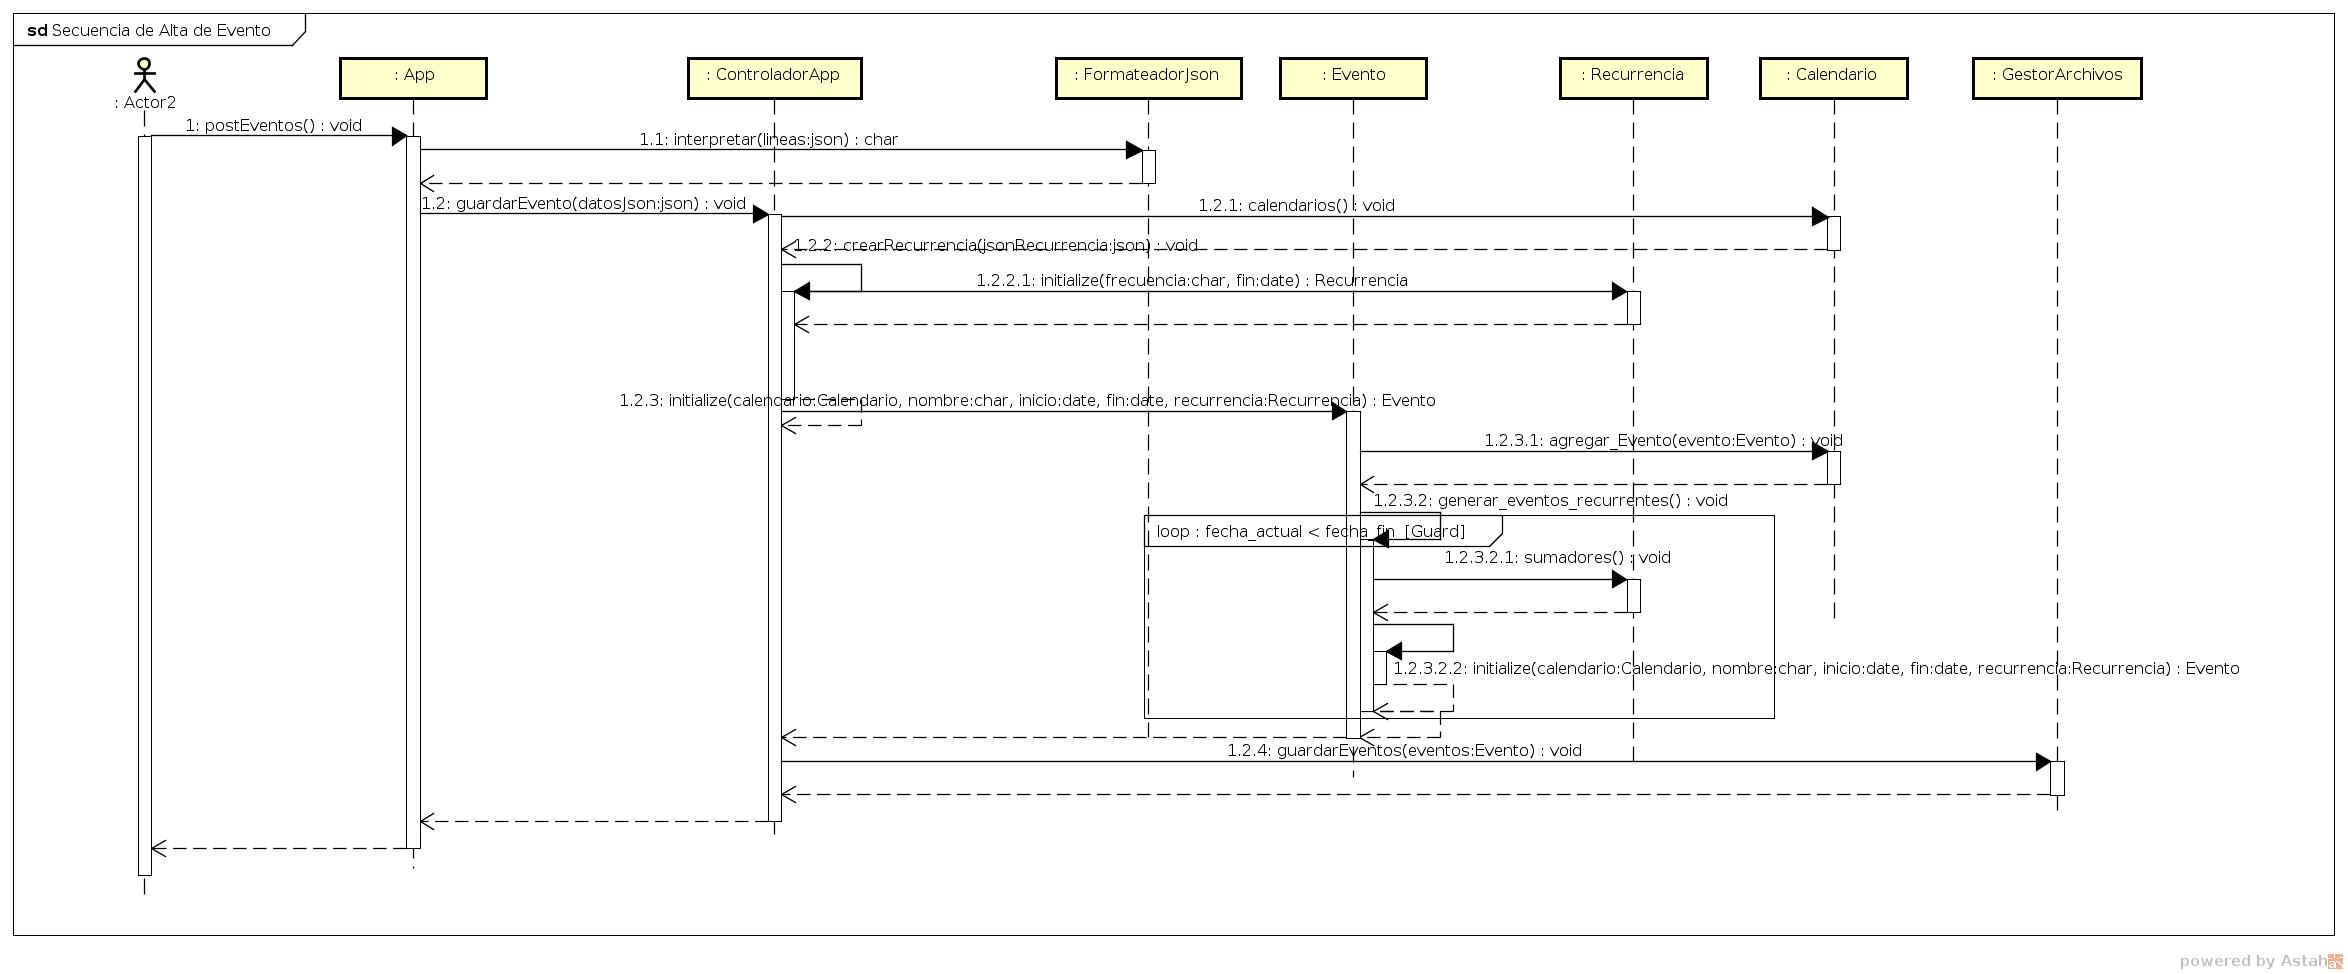 sd Secuencia de Alta de Evento
: Actor2
: App
: ControladorApp
: FormateadorJson
: Evento
: Recurrencia
: Calendario
: GestorArchivos
1: postEventos() : void
1.1: interpretar(lineas:json) : char
1.2: guardarEvento(datosJson:json) : void
1.2.1: calendarios() : void
1.2.2: crearRecurrencia(jsonRecurrencia:json) : void
1.2.2.1: initialize(frecuencia:char, fin:date) : Recurrencia
1.2.3: initialize(calendario:Calendario, nombre:char, inicio:date, fin:date, recurrencia:Recurrencia) : Evento
1.2.3.1: agregar_Evento(evento:Evento) : void
1.2.3.2: generar_eventos_recurrentes() : void
loop : fecha_actual < fecha_fin [Guard]
1.2.3.2.1: sumadores() : void
1.2.3.2.2: initialize(calendario:Calendario, nombre:char, inicio:date, fin:date, recurrencia:Recurrencia) : Evento
1.2.4: guardarEventos(eventos:Evento) : void
powered by Astah